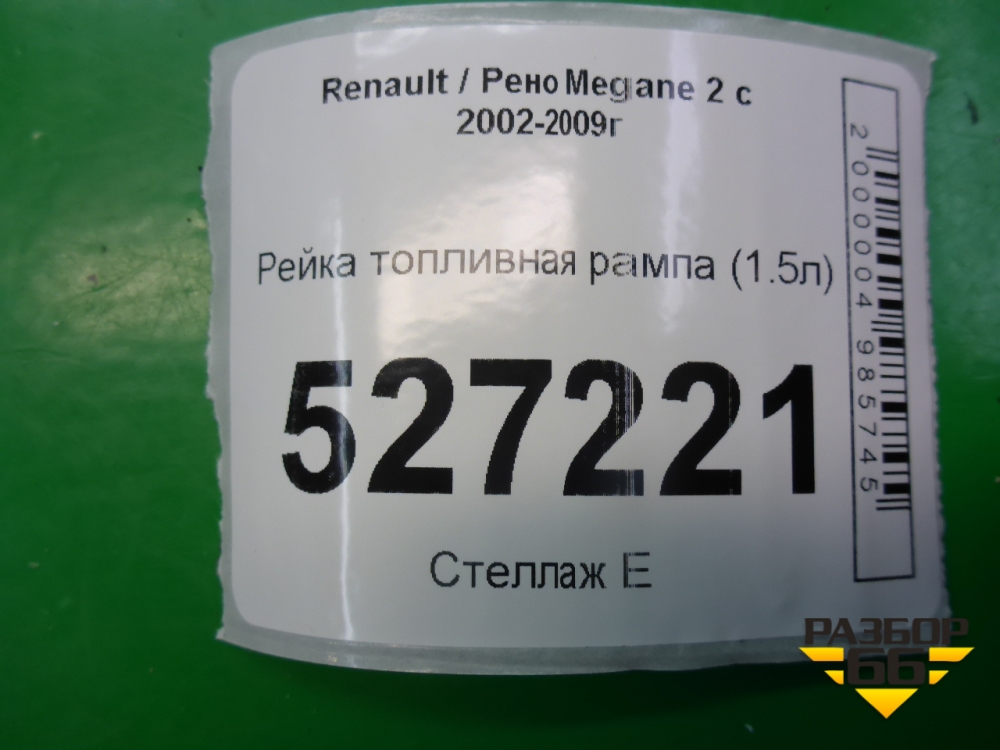 Renault / Рено Megane 2 с
2002-2009г
Рейка топливная рампа (1.5л)
527221
Стеллаж Е
2000004985745
РАЗБОР
66